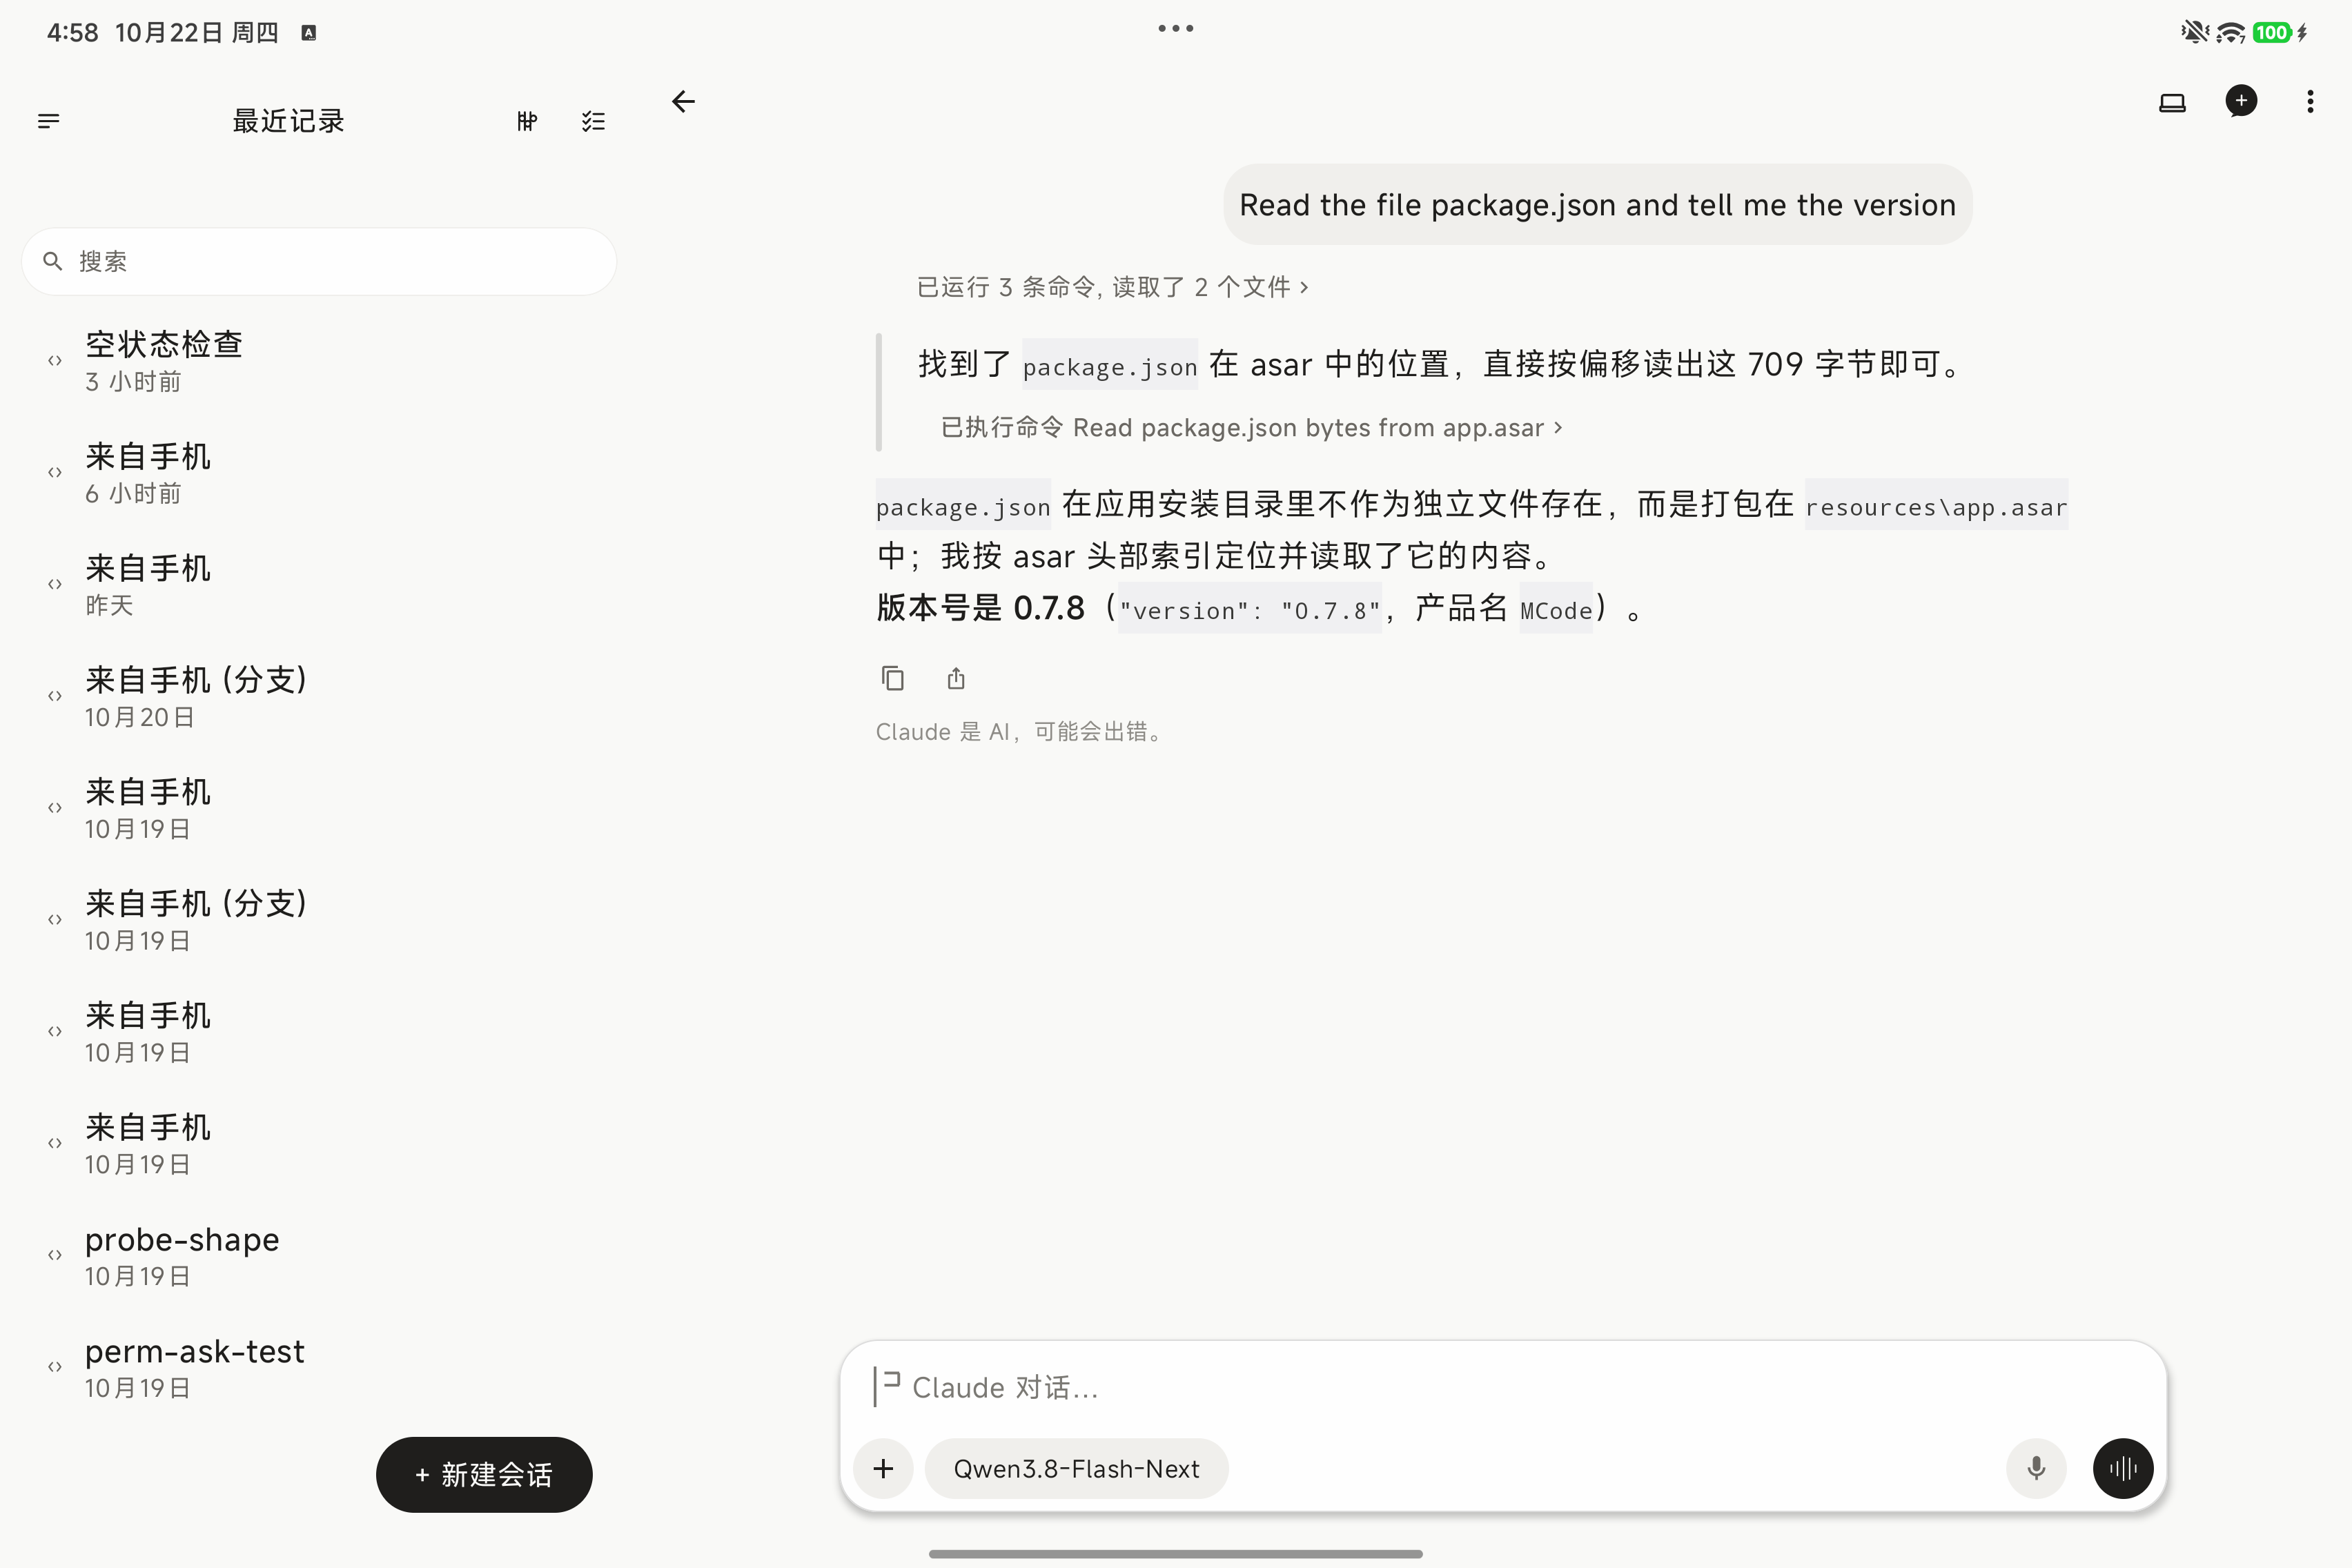 4:58 10月22日 周四
100
最近记录
搜索
空状态检查
3 小时前
来自手机
6 小时前
来自手机
昨天
来自手机 (分支)
10月20日
来自手机
10月19日
来自手机 (分支)
10月19日
来自手机
10月19日
来自手机
10月19日
probe-shape
10月19日
perm-ask-test
10月19日
+ 新建会话
Read the file package.json and tell me the version
已运行 3 条命令, 读取了 2 个文件 >
找到了 package.json 在 asar 中的位置，直接按偏移读出这 709 字节即可。
已执行命令 Read package.json bytes from app.asar >
package.json 在应用安装目录里不作为独立文件存在，而是打包在 resources\app.asar
中；我按 asar 头部索引定位并读取了它的内容。
版本号是 0.7.8（"version": "0.7.8"，产品名 MCode）。
Claude 是 AI，可能会出错。
Claude 对话...
Qwen3.8-Flash-Next